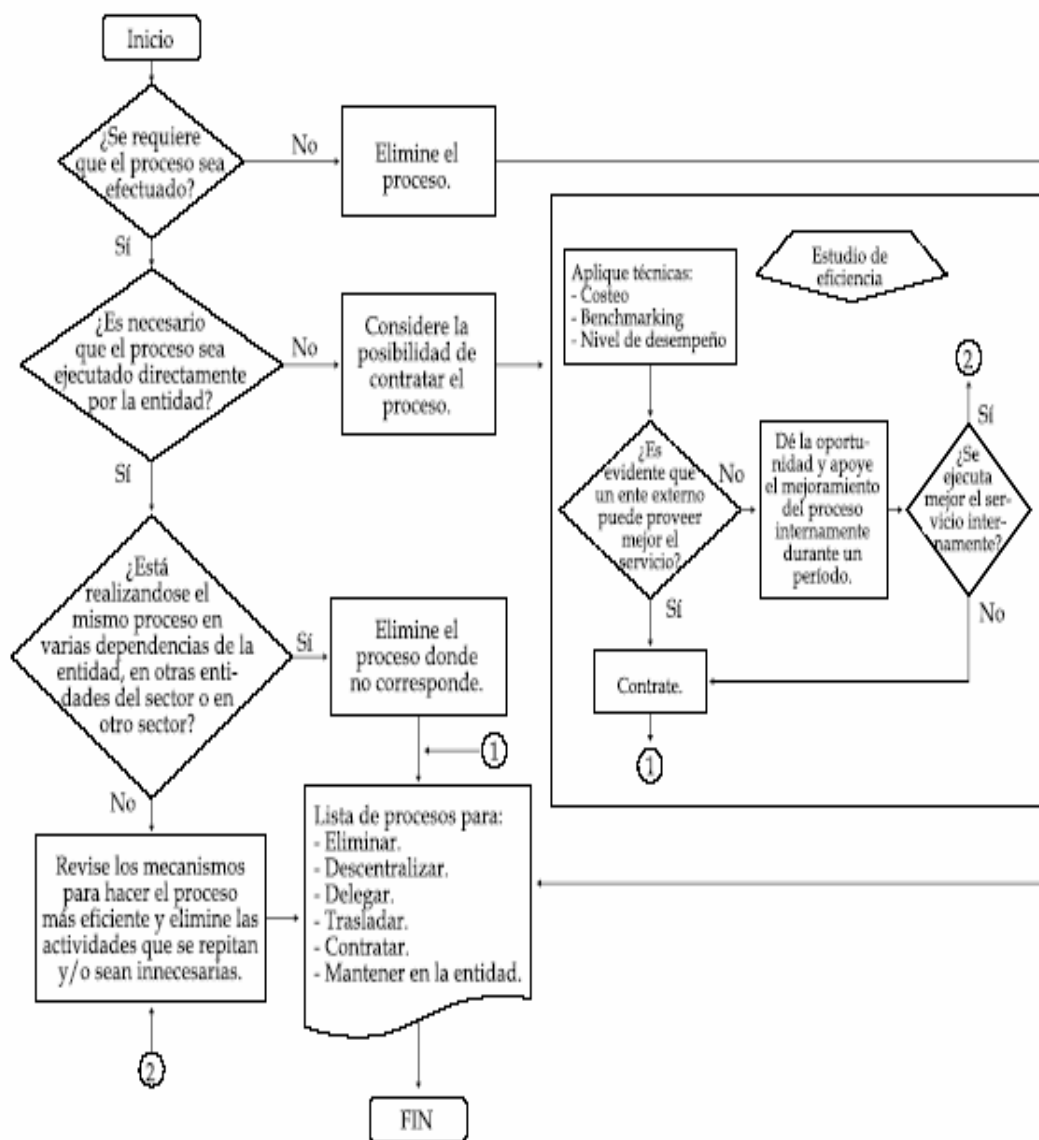 Inicio
¿Se requiere
que el proceso sea
efectuado?
No
Elimine el
proceso.
Sí
¿Es necesario
que el proceso sea
ejecutado directamente
por la entidad?
No
Considere la
posibilidad de
contratar el
proceso.
Sí
Aplique técnicas:
- Costeo
- Benchmarking
- Nivel de desempeño
Estudio de
eficiencia
¿Es
evidente que
un ente externo
puede proveer
mejor el
servicio?
No
Dé la oportu-
nidad y apoye
el mejoramiento
del proceso
internamente
durante un
período.
2
Sí
¿Se
ejecuta
mejor el ser-
vicio inter-
namente?
No
Sí
Contrate.
1
¿Está
realizandose el
mismo proceso en
varias dependencias de la
entidad, en otras enti-
dades del sector o en
otro sector?
Sí
Elimine el
proceso donde
no corresponde.
1
No
Revise los mecanismos
para hacer el proceso
más eficiente y elimine las
actividades que se repitan
y/o sean innecesarias.
2
Lista de procesos para:
- Eliminar.
- Descentralizar.
- Delegar.
- Trasladar.
- Contratar.
- Mantener en la entidad.
FIN